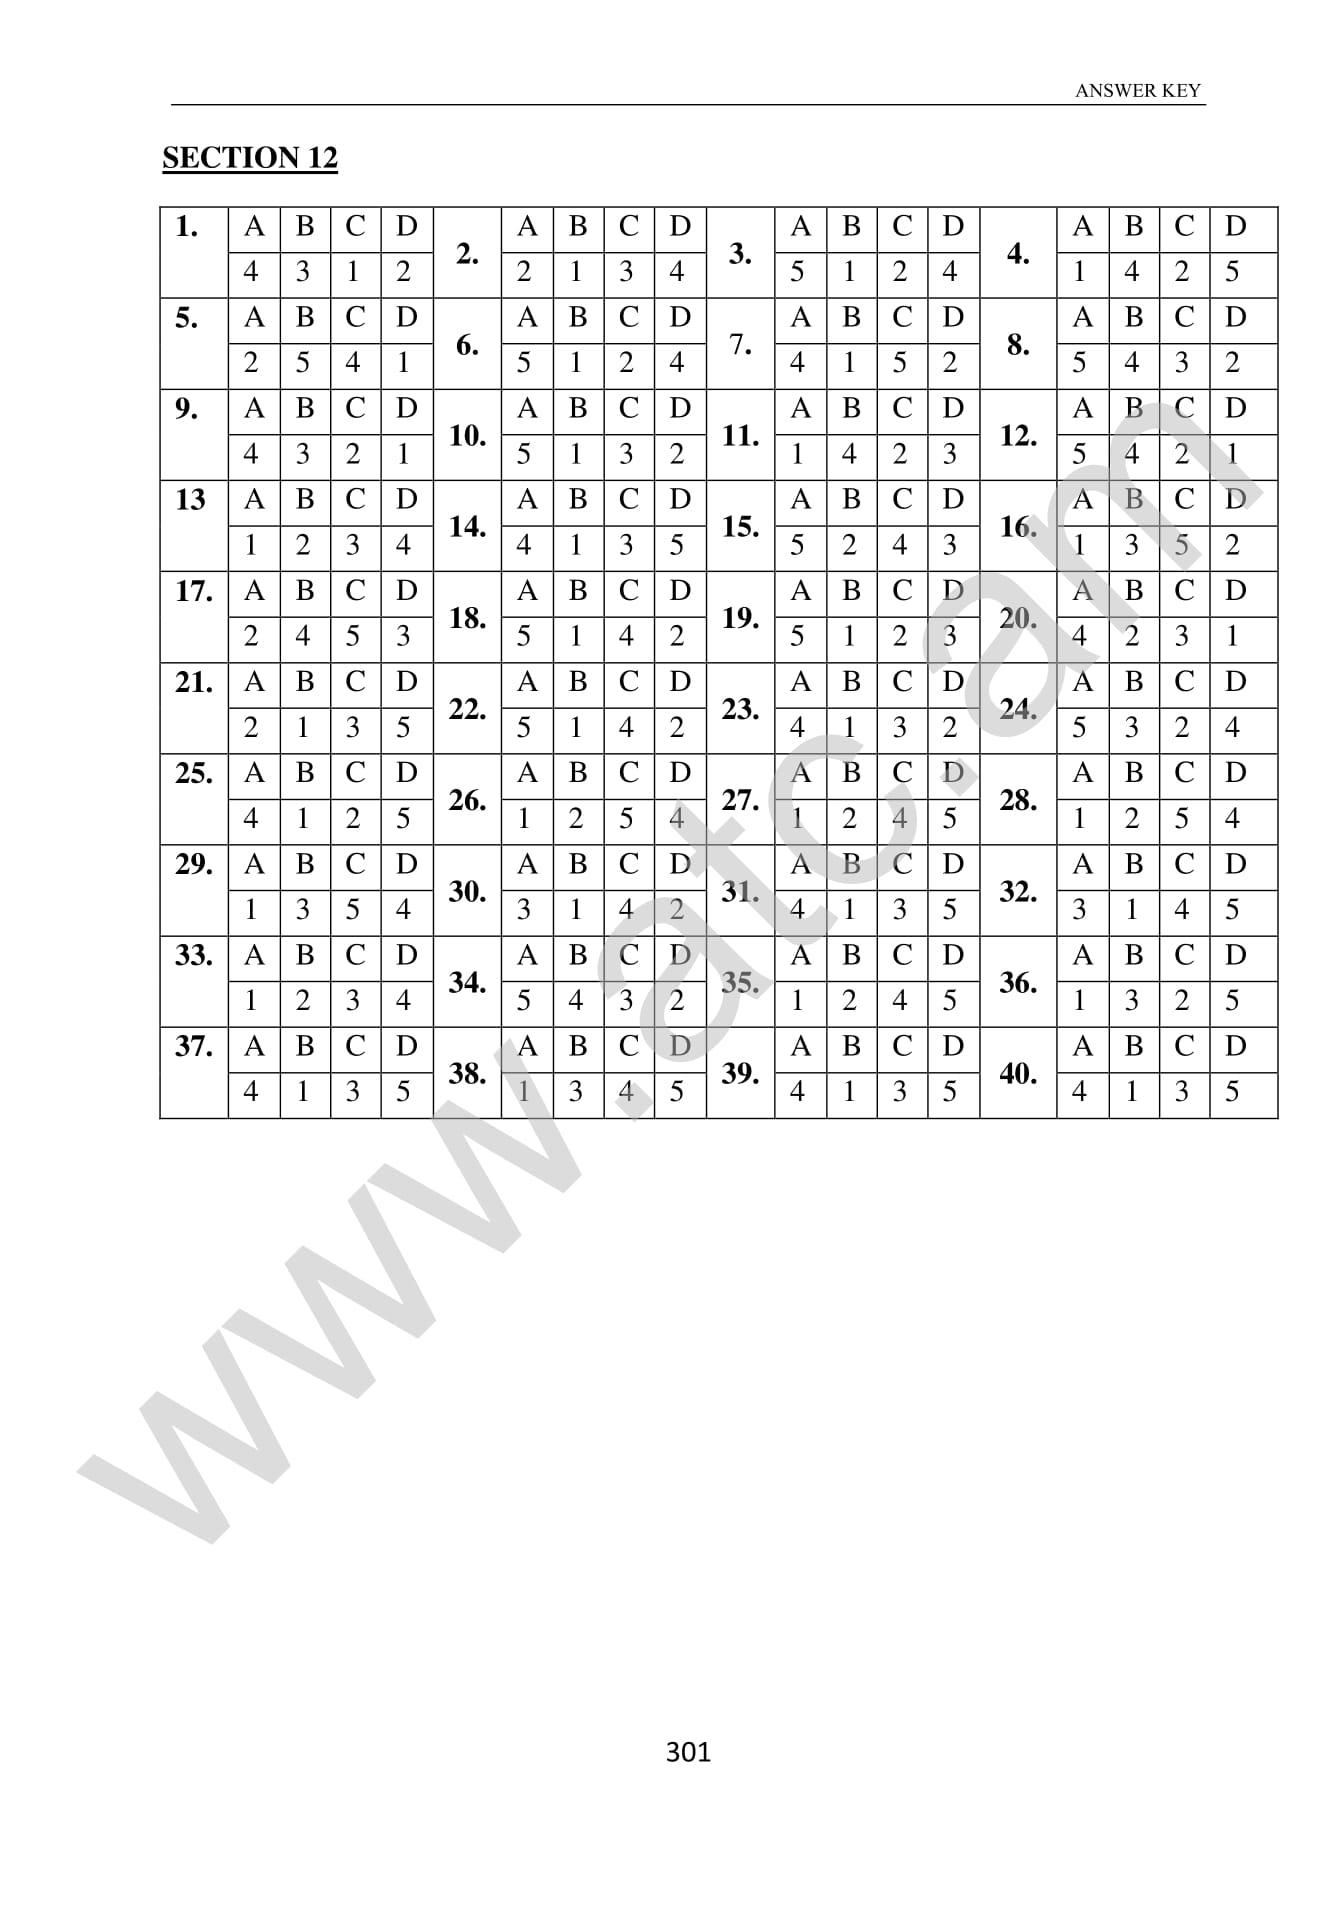 ANSWER KEY
SECTION 12
1. A B C D 2. A B C D 3. A B C D 4. A B C D
4 3 1 2 2 1 3 4 5 1 2 4 1 4 2 5
5. A B C D 6. A B C D 7. A B C D 8. A B C D
2 5 4 1 5 1 2 4 4 1 5 2 5 4 3 2
9. A B C D 10. A B C D 11. A B C D 12. A B C D
4 3 2 1 5 1 3 2 1 4 2 3 5 4 2 1
13 A B C D 14. A B C D 15. A B C D 16. A B C D
1 2 3 4 4 1 3 5 5 2 4 3 1 3 5 2
17. A B C D 18. A B C D 19. A B C D 20. A B C D
2 4 5 3 5 1 4 2 5 1 2 3 4 2 3 1
21. A B C D 22. A B C D 23. A B C D 24. A B C D
2 1 3 5 5 1 4 2 4 1 3 2 5 3 2 4
25. A B C D 26. A B C D 27. A B C D 28. A B C D
4 1 2 5 1 2 5 4 1 2 4 5 1 2 5 4
29. A B C D 30. A B C D 31. A B C D 32. A B C D
1 3 5 4 3 1 4 2 4 1 3 5 3 1 4 5
33. A B C D 34. A B C D 35. A B C D 36. A B C D
1 2 3 4 5 4 3 2 1 2 4 5 1 3 2 5
37. A B C D 38. A B C D 39. A B C D 40. A B C D
4 1 3 5 1 3 4 5 4 1 3 5 4 1 3 5
www.atc.am
301